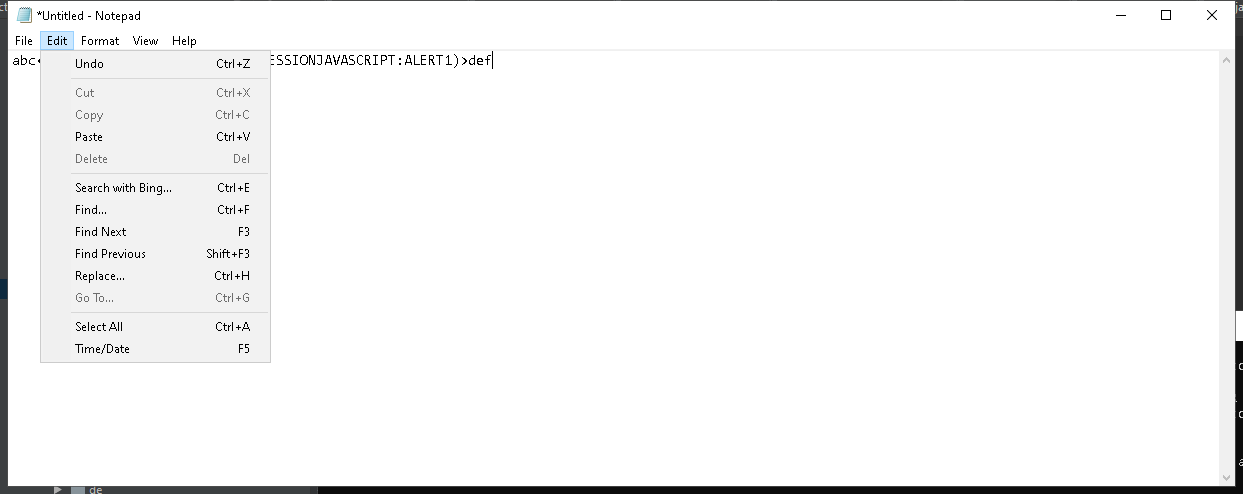 *Untitled - Notepad
File Edit Format View Help
abc ESSIONJAVASCRIPT:ALERT1)>def
Undo Ctrl+Z
Cut Ctrl+X
Copy Ctrl+C
Paste Ctrl+V
Delete Del
Search with Bing... Ctrl+E
Find... Ctrl+F
Find Next F3
Find Previous Shift+F3
Replace... Ctrl+H
Go To... Ctrl+G
Select All Ctrl+A
Time/Date F5
de